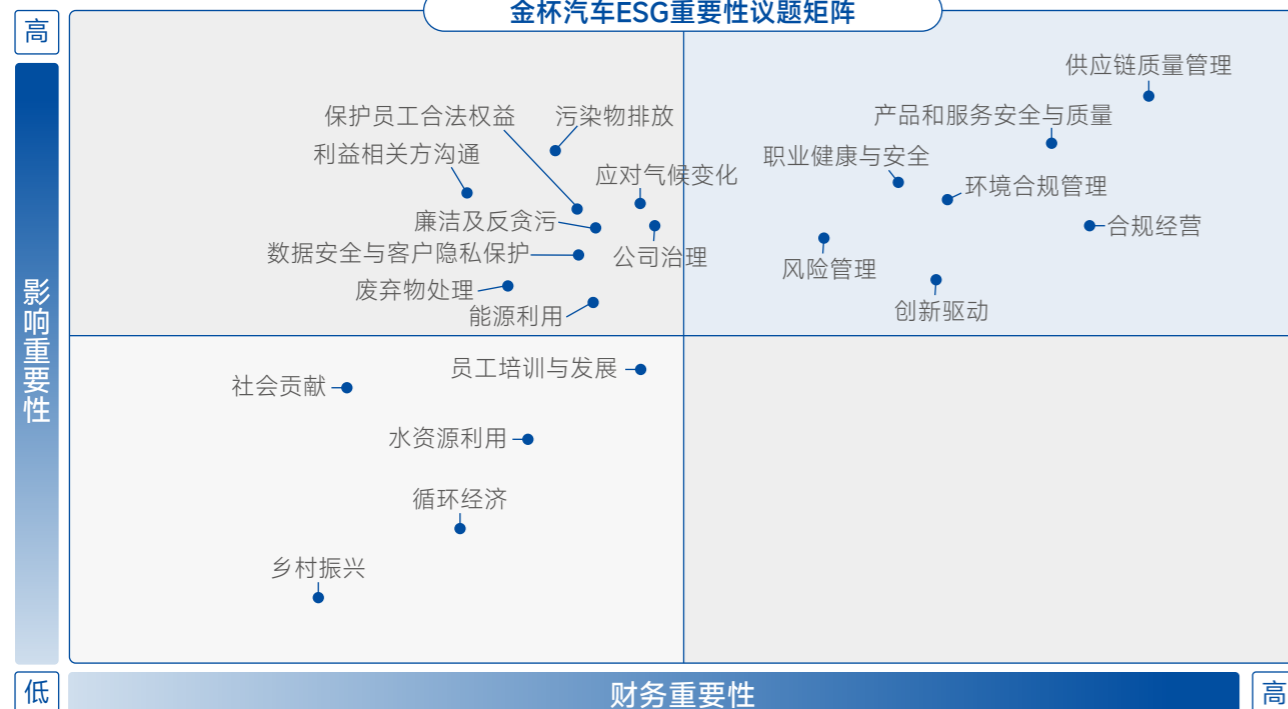 金杯汽车ESG重要性议题矩阵
高
供应链质量管理
保护员工合法权益
污染物排放
产品和服务安全与质量
利益相关方沟通
职业健康与安全
应对气候变化
环境合规管理
廉洁及反贪污
合规经营
数据安全与客户隐私保护
公司治理
风险管理
废弃物处理
能源利用
创新驱动
影响重要性
员工培训与发展
社会贡献
水资源利用
循环经济
乡村振兴
低
财务重要性
高